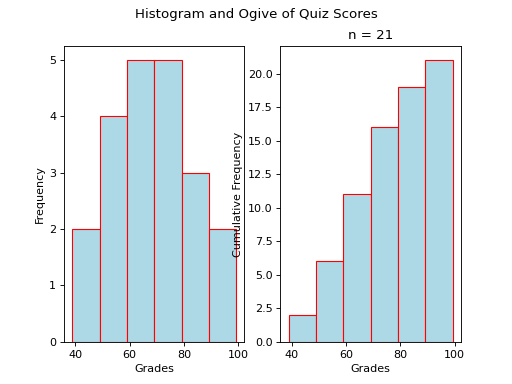 Histogram and Ogive of Quiz Scores
n = 21
Frequency
5
4
3
2
1
0
40 60 80 100
Grades
Cumulative Frequency
20.0
17.5
15.0
12.5
10.0
7.5
5.0
2.5
0.0
40 60 80 100
Grades